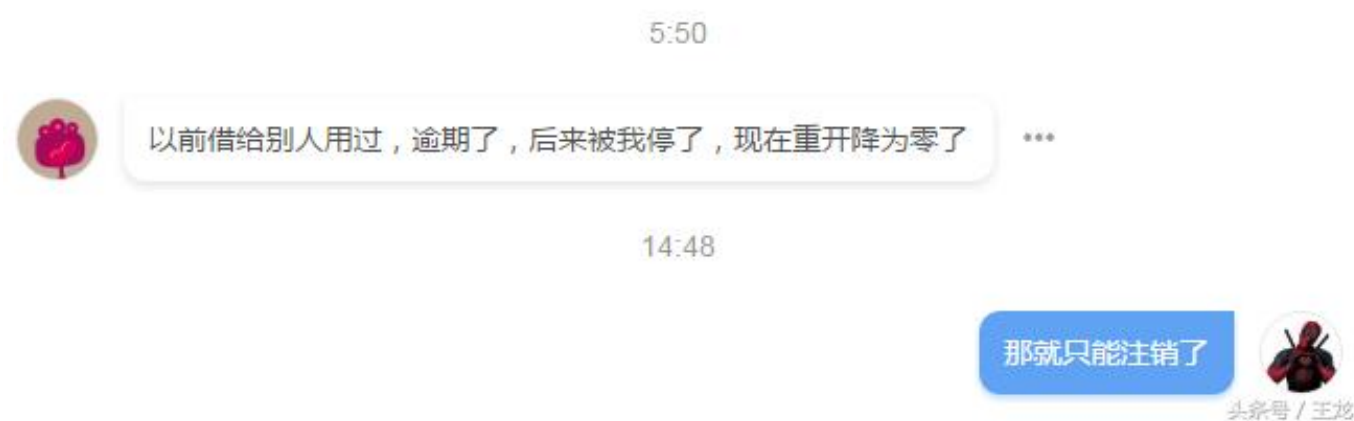 5:50
以前借给别人用过，逾期了，后来被我停了，现在重开降为零了
14:48
那就只能注销了
头条号 / 王龙